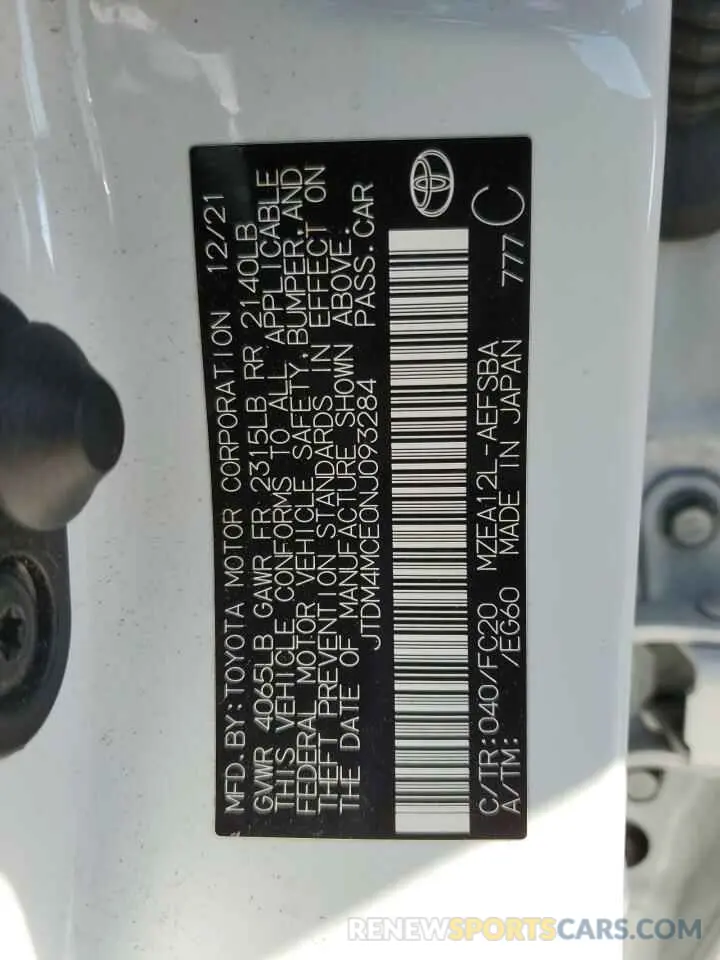 MFD. BY: TOYOTA MOTOR CORPORATION 12/21
GVWR 4065LB GAWR FR 2315LB RR 2140LB
THIS VEHICLE CONFORMS TO ALL APPLICABLE
FEDERAL MOTOR VEHICLE SAFETY, BUMPER, AND
THEFT PREVENTION STANDARDS IN EFFECT ON
THE DATE OF MANUFACTURE SHOWN ABOVE.
JTDM4MCE0NJ093284 PASS. CAR
C/TR: 040/FC20 MZEA12L-AEFSBA
A/TM: /EG60 MADE IN JAPAN 777 C
RENEWSPORTSCARS.COM